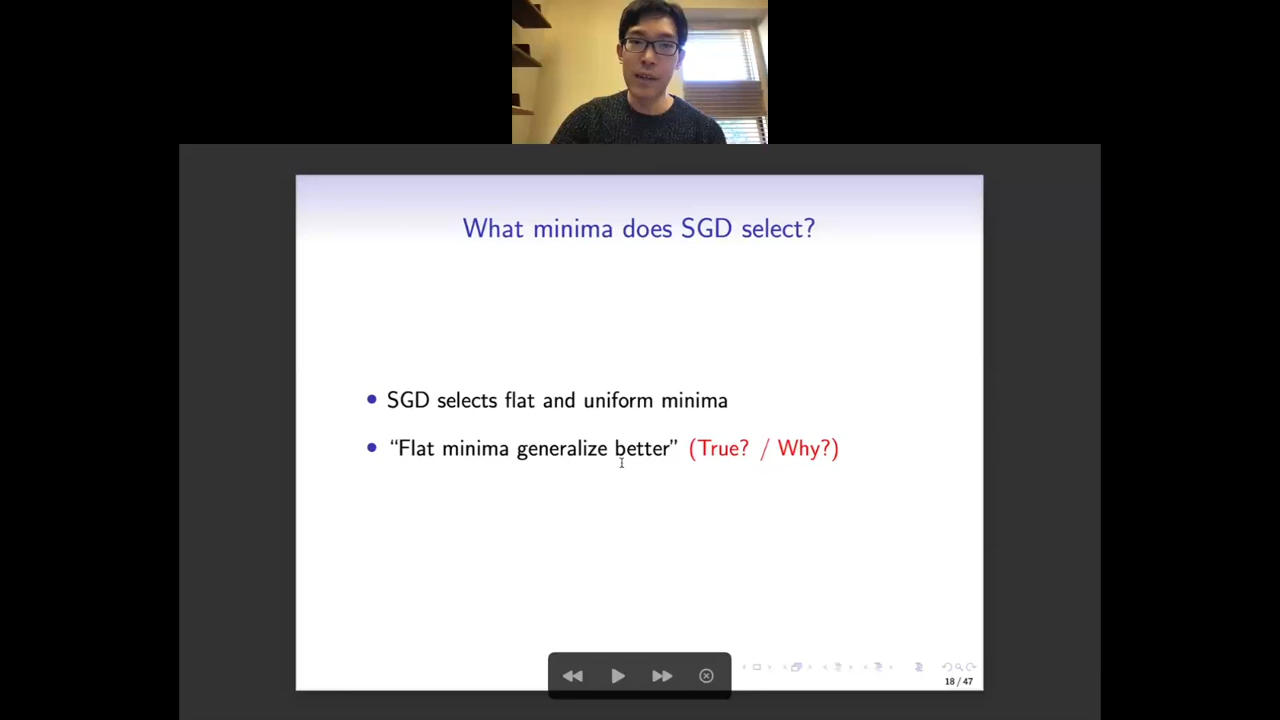 What minima does SGD select?
• SGD selects flat and uniform minima
• “Flat minima generalize better” (True? / Why?)
18 / 47